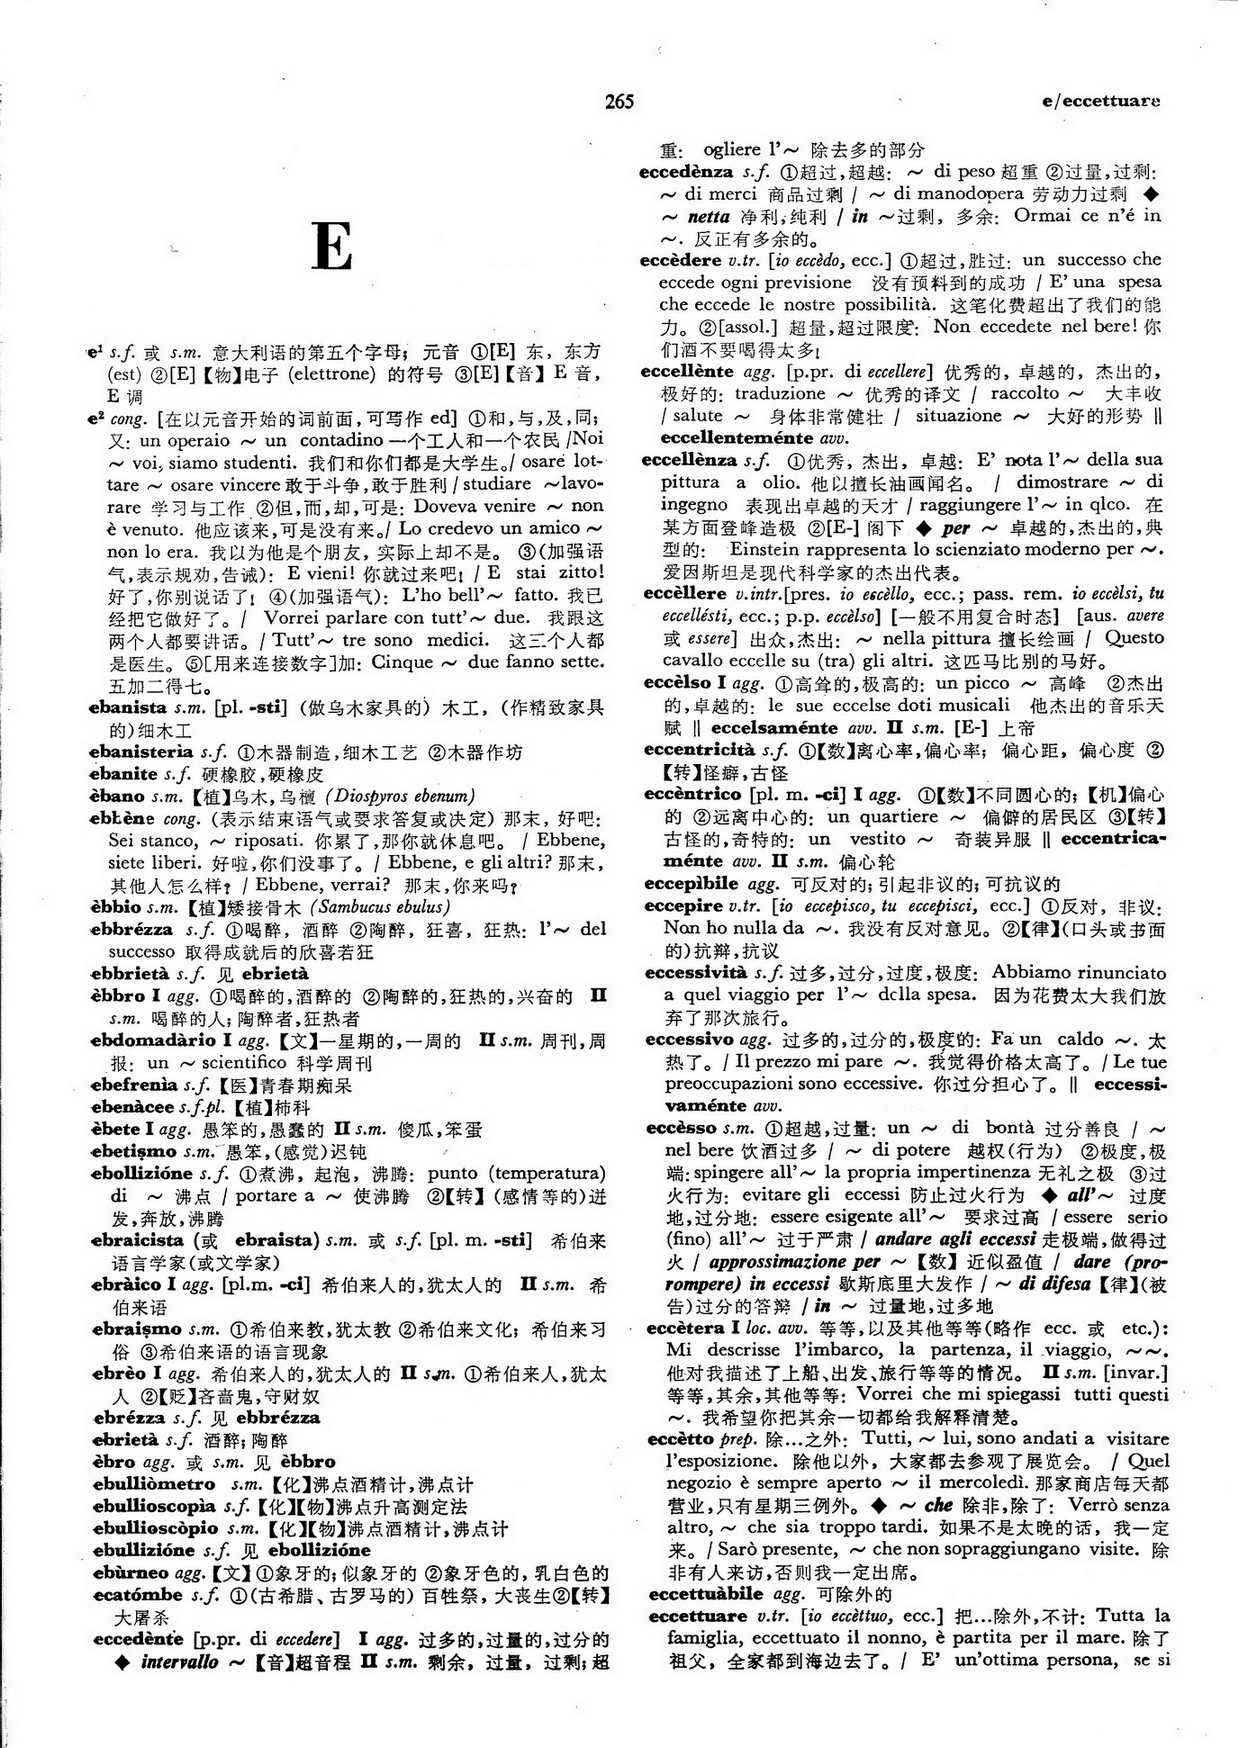 265
e/eccettuare
E
e¹ s.f. 或 s.m. 意大利语的第五个字母; 元音 ①[E] 东, 东方
(est) ②[E]【物】电子 (elettrone) 的符号 ③[E]【音】 E 音,
E 调
e² cong. [在以元音开始的词前面,可写作 ed] ①和,与,及,同;
又: un operaio ～ un contadino 一个工人和一个农民 /Noi
～ voi, siamo studenti. 我们和你们都是大学生。/ osare lot-
tare ～ osare vincere 敢于斗争,敢于胜利 / studiare ～lavo-
rare 学习与工作 ②但,而,却,可是: Doveva venire ～ non
è venuto. 他应该来,可是没有来。/ Lo credevo un amico ～
non lo era. 我以为他是个朋友, 实际上却不是。 ③(加强语
气,表示规劝,告诫): E vieni! 你就过来吧! / E stai zitto!
好了,你别说话了! ④(加强语气): L'ho bell'～ fatto. 我已
经把它做好了。/ Vorrei parlare con tutt'～ due. 我跟这
两个人都要讲话。/ Tutt'～ tre sono medici. 这三个人都
是医生。⑤[用来连接数字]加: Cinque ～ due fanno sette.
五加二得七。
ebanista s.m. [pl. -sti] (做乌木家具的) 木工, (作精致家具
的)细木工
ebanisterìa s.f. ①木器制造,细木工艺 ②木器作坊
ebanite s.f. 硬橡胶,硬橡皮
èbano s.m. 【植】乌木,乌檀 (Diospyros ebenum)
ebbène cong. (表示结束语气或要求答复或决定) 那末, 好吧:
Sei stanco, ～ riposati. 你累了,那你就休息吧。 / Ebbene,
siete liberi. 好啦,你们没事了。/ Ebbene, e gli altri? 那末,
其他人怎么样? / Ebbene, verrai? 那末,你来吗?
èbbio s.m. 【植】矮接骨木 (Sambucus ebulus)
ebbrézza s.f. ①喝醉, 酒醉 ②陶醉, 狂喜, 狂热: l'～ del
successo 取得成就后的欣喜若狂
ebbrietà s.f. 见 ebrietà
èbbro I agg. ①喝醉的,酒醉的 ②陶醉的,狂热的,兴奋的 II
s.m. 喝醉的人; 陶醉者,狂热者
ebdomadàrio I agg. 【文】一星期的,一周的 II s.m. 周刊,周
报: un ～ scientifico 科学周刊
ebefrenìa s.f. 【医】青春期痴呆
ebenàcee s.f.pl. 【植】柿科
èbete I agg. 愚笨的,愚蠢的 II s.m. 傻瓜,笨蛋
ebetismo s.m. 愚笨,(感觉)迟钝
ebollizióne s.f. ①煮沸, 起泡, 沸腾: punto (temperatura)
di ～ 沸点 / portare a ～ 使沸腾 ②【转】 (感情等的)迸
发,奔放,沸腾
ebraicista (或 ebraista) s.m. 或 s.f. [pl. m. -sti] 希伯来
语言学家(或文学家)
ebràico I agg. [pl.m. -ci] 希伯来人的,犹太人的 II s.m. 希
伯来语
ebraismo s.m. ①希伯来教,犹太教 ②希伯来文化; 希伯来习
俗 ③希伯来语的语言现象
ebrèo I agg. 希伯来人的,犹太人的 II s.m. ①希伯来人,犹太
人 ②【贬】吝啬鬼,守财奴
ebrézza s.f. 见 ebbrézza
ebrietà s.f. 酒醉; 陶醉
èbro agg. 或 s.m. 见 èbbro
ebulliòmetro s.m. 【化】沸点酒精计,沸点计
ebullioscopìa s.f. 【化】【物】沸点升高测定法
ebullioscòpio s.m. 【化】【物】沸点酒精计,沸点计
ebullizióne s.f. 见 ebollizióne
ebùrneo agg. 【文】①象牙的; 似象牙的 ②象牙色的, 乳白色的
ecatómbe s.f. ①(古希腊、古罗马的) 百牲祭, 大丧生②【转】
大屠杀
eccedènte [p.pr. di eccedere] I agg. 过多的,过量的,过分的
◆ intervallo ～ 【音】超音程 II s.m. 剩余, 过量, 过剩; 超
重: ogliere l'～ 除去多的部分
eccedènza s.f. ①超过,超越: ～ di peso 超重 ②过量,过剩:
～ di merci 商品过剩 / ～ di manodopera 劳动力过剩 ◆
～ netta 净利,纯利 / in ～过剩, 多余: Ormai ce n'é in
～. 反正有多余的。
eccèdere v.tr. [io eccèdo, ecc.] ①超过,胜过: un successo che
eccede ogni previsione 没有预料到的成功 / E' una spesa
che eccede le nostre possibilità. 这笔化费超出了我们的能
力。②[assol.] 超量,超过限度: Non eccedete nel bere! 你
们酒不要喝得太多!
eccellènte agg. [p.pr. di eccellere] 优秀的, 卓越的, 杰出的,
极好的: traduzione ～ 优秀的译文 / raccolto ～ 大丰收
/ salute ～ 身体非常健壮 / situazione ～ 大好的形势 ‖
eccellenteménte avv.
eccellènza s.f. ①优秀, 杰出, 卓越: E' nota l'～ della sua
pittura a olio. 他以擅长油画闻名。 / dimostrare ～ di
ingegno 表现出卓越的天才 / raggiungere l'～ in qlco. 在
某方面登峰造极 ②[E-] 阁下 ◆ per ～ 卓越的,杰出的,典
型的: Einstein rappresenta lo scienziato moderno per ～.
爱因斯坦是现代科学家的杰出代表。
eccèllere v.intr.[pres. io eccèllo, ecc.; pass. rem. io eccèlsi, tu
eccellésti, ecc.; p.p. eccèlso] [一般不用复合时态] [aus. avere
或 essere] 出众,杰出: ～ nella pittura 擅长绘画 / Questo
cavallo eccelle su (tra) gli altri. 这匹马比别的马好。
eccèlso I agg. ①高耸的,极高的: un picco ～ 高峰 ②杰出
的,卓越的: le sue eccelse doti musicali 他杰出的音乐天
赋 ‖ eccelsaménte avv. II s.m. [E-] 上帝
eccentricità s.f. ①【数】离心率,偏心率; 偏心距, 偏心度 ②
【转】怪癖,古怪
eccèntrico [pl. m. -ci] I agg. ①【数】不同圆心的; 【机】偏心
的 ②远离中心的: un quartiere ～ 偏僻的居民区 ③【转】
古怪的,奇特的: un vestito ～ 奇装异服 ‖ eccentrica-
ménte avv. II s.m. 偏心轮
eccepìbile agg. 可反对的; 引起非议的; 可抗议的
eccepire v.tr. [io eccepisco, tu eccepisci, ecc.] ①反对, 非议:
Non ho nulla da ～. 我没有反对意见。②【律】(口头或书面
的)抗辩,抗议
eccessività s.f. 过多,过分,过度,极度: Abbiamo rinunciato
a quel viaggio per l'～ della spesa. 因为花费太大我们放
弃了那次旅行。
eccessivo agg. 过多的,过分的,极度的: Fa un caldo ～. 太
热了。/ Il prezzo mi pare ～. 我觉得价格太高了。/ Le tue
preoccupazioni sono eccessive. 你过分担心了。‖ eccessi-
vaménte avv.
eccèsso s.m. ①超越,过量: un ～ di bontà 过分善良 / ～
nel bere 饮酒过多 / ～ di potere 越权(行为) ②极度,极
端: spingere all'～ la propria impertinenza 无礼之极 ③过
火行为: evitare gli eccessi 防止过火行为 ◆ all'～ 过度
地,过分地: essere esigente all'～ 要求过高 / essere serio
(fino) all'～ 过于严肃 / andare agli eccessi 走极端,做得过
火 / approssimazione per ～ 【数】 近似盈值 / dare (pro-
rompere) in eccessi 歇斯底里大发作 / ～ di difesa 【律】(被
告)过分的答辩 / in ～ 过量地,过多地
eccètera I loc. avv. 等等,以及其他等等(略作 ecc. 或 etc.):
Mi descrisse l'imbarco, la partenza, il viaggio, ～～.
他对我描述了上船、出发、旅行等等的情况。 II s.m. [invar.]
等等,其余,其他等等: Vorrei che mi spiegassi tutti questi
～. 我希望你把其余一切都给我解释清楚。
eccètto prep. 除…之外: Tutti, ～ lui, sono andati a visitare
l'esposizione. 除他以外, 大家都去参观了展览会。 / Quel
negozio è sempre aperto ～ il mercoledì. 那家商店每天都
营业,只有星期三例外。◆ ～ che 除非,除了: Verrò senza
altro, ～ che sia troppo tardi. 如果不是太晚的话, 我一定
来。/ Sarò presente, ～ che non sopraggiungano visite. 除
非有人来访,否则我一定出席。
eccettuàbile agg. 可除外的
eccettuare v.tr. [io eccèttuo, ecc.] 把…除外,不计: Tutta la
famiglia, eccettuato il nonno, è partita per il mare. 除了
祖父, 全家都到海边去了。/ E' un'ottima persona, se si